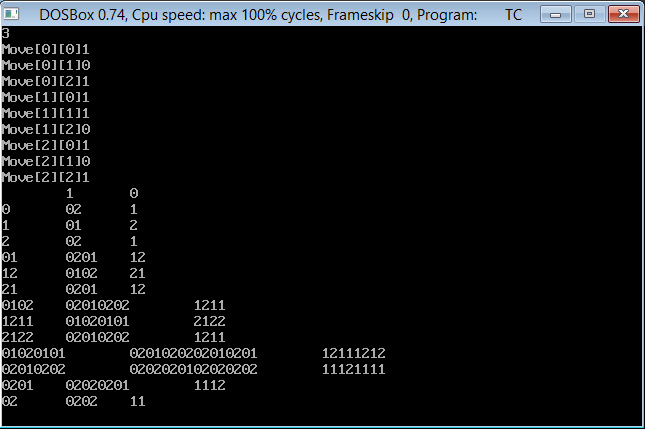 DOSBox 0.74, Cpu speed: max 100% cycles, Frameskip 0, Program: TC
3
Move[0][0]1
Move[0][1]0
Move[0][2]1
Move[1][0]1
Move[1][1]1
Move[1][2]0
Move[2][0]1
Move[2][1]0
Move[2][2]1
1 0
0 02 1
1 01 2
2 02 1
01 0201 12
12 0102 21
21 0201 12
0102 02010202 1211
1211 01020101 2122
2122 02010202 1211
01020101 0201020202010201 12111212
02010202 0202020102020202 11121111
0201 02020201 1112
02 0202 11